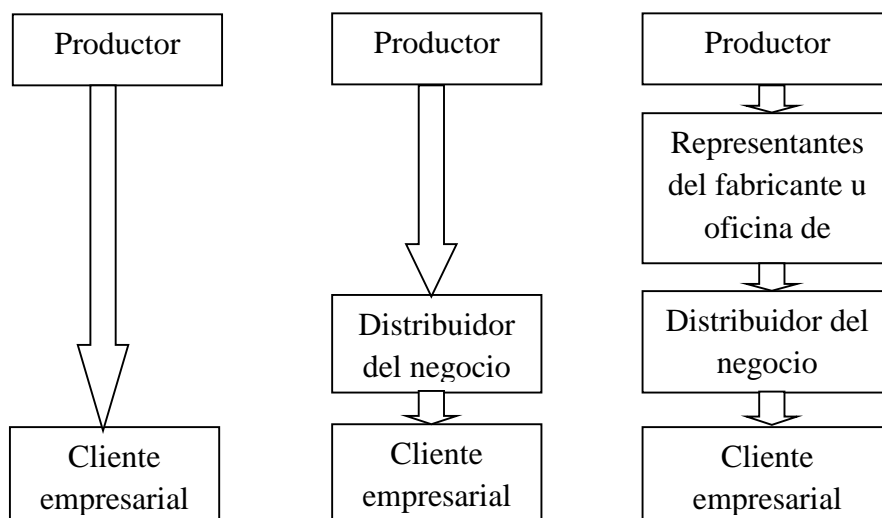 Productor
Cliente
empresarial
Productor
Distribuidor
del negocio
Cliente
empresarial
Productor
Representantes
del fabricante u
oficina de
Distribuidor del
negocio
Cliente
empresarial